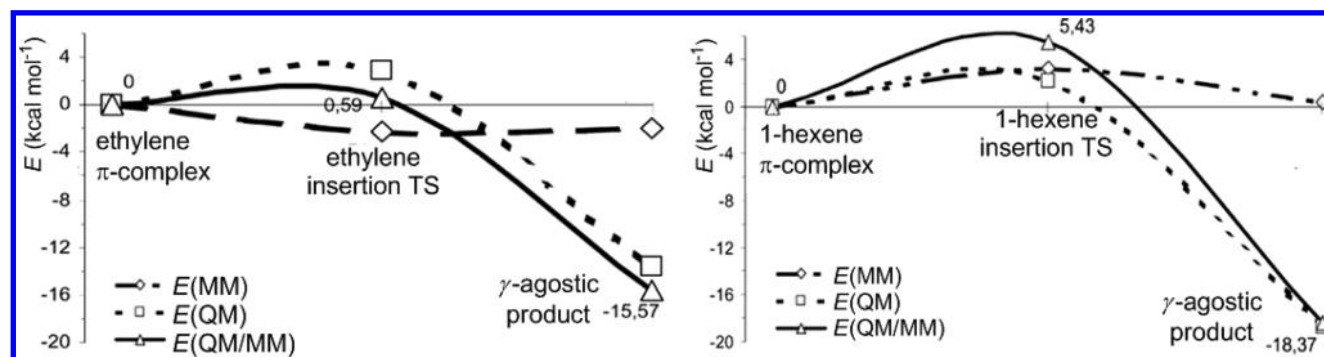 E (kcal mol⁻¹)
4
0
-4
-8
-12
-16
-20
0
0,59
ethylene
π-complex
ethylene
insertion TS
γ-agostic
product
-15,57
E(MM)
E(QM)
E(QM/MM)
E (kcal mol⁻¹)
4
0
-4
-8
-12
-16
-20
0
5,43
1-hexene
π-complex
1-hexene
insertion TS
γ-agostic
product
-18,37
E(MM)
E(QM)
E(QM/MM)